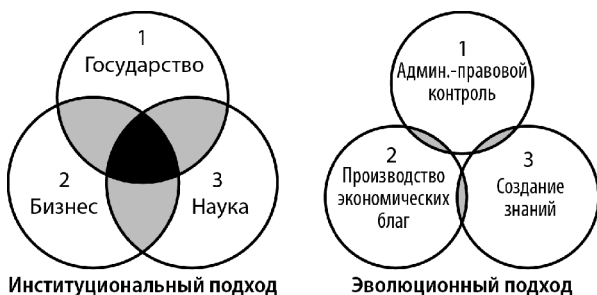 1
Государство
2
Бизнес
3
Наука
Институциональный подход
1
Админ.-правовой
контроль
2
Производство
экономических
благ
3
Создание
знаний
Эволюционный подход